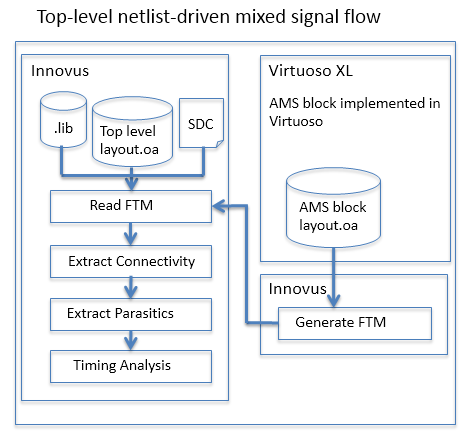 Top-level netlist-driven mixed signal flow
Innovus
.lib
Top level
layout.oa
SDC
Read FTM
Extract Connectivity
Extract Parasitics
Timing Analysis
Virtuoso XL
AMS block implemented in
Virtuoso
AMS block
layout.oa
Innovus
Generate FTM